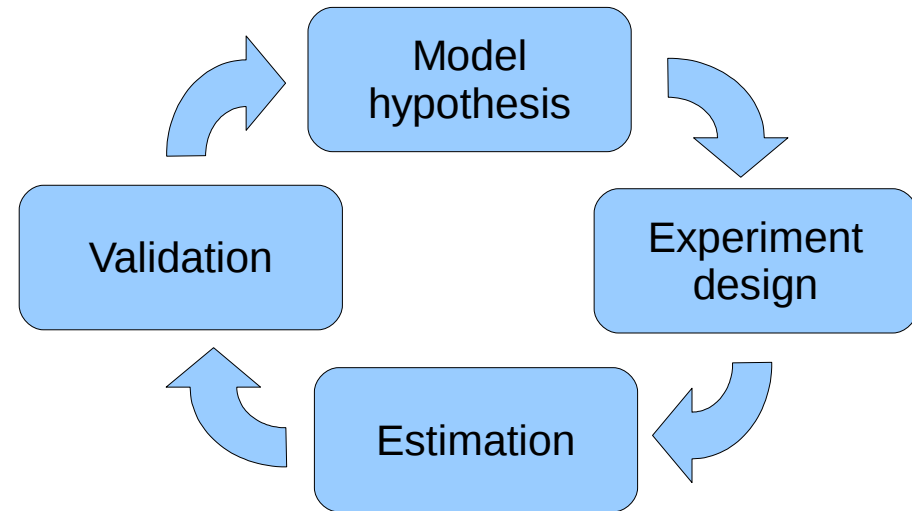 Model
hypothesis
Experiment
design
Estimation
Validation